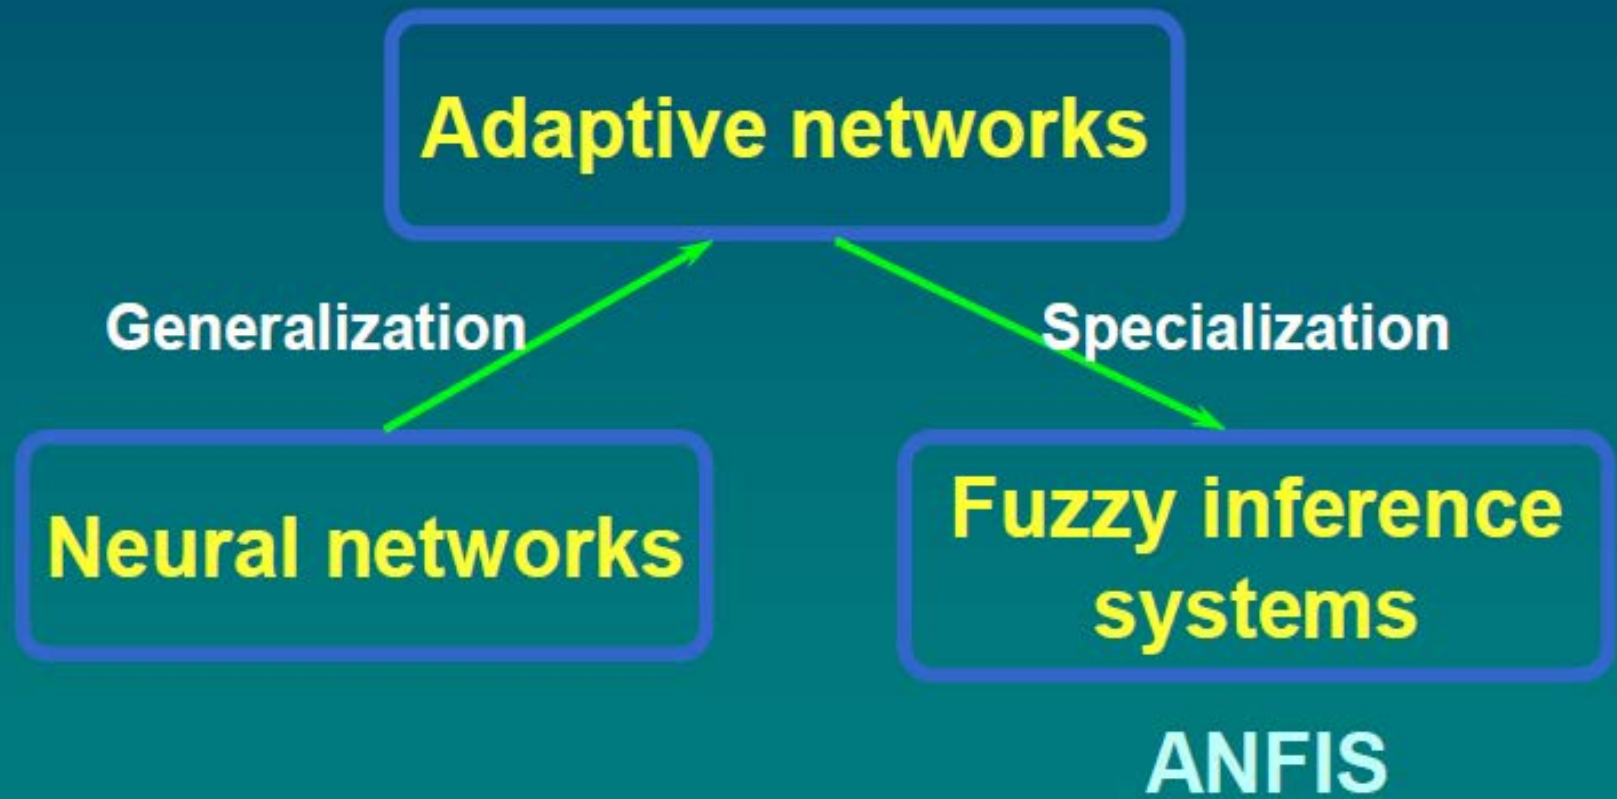 Adaptive networks
Generalization
Specialization
Neural networks
Fuzzy inference
systems
ANFIS